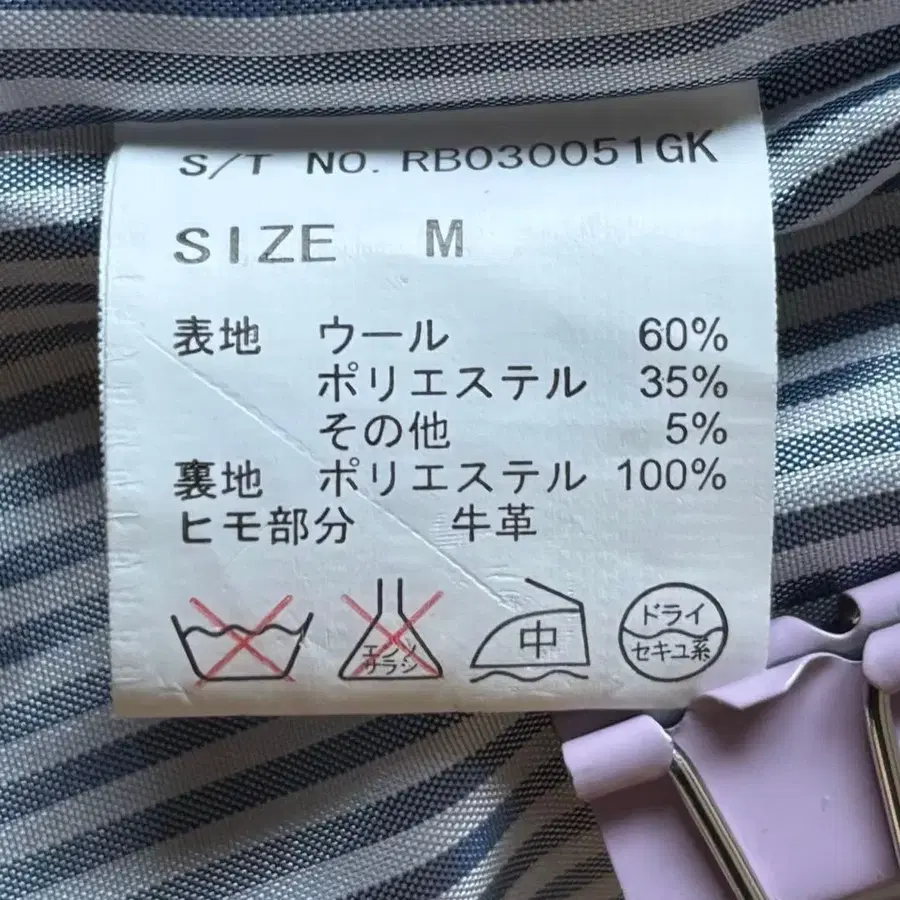 S/T NO. RB030051GK
SIZE M
表地 ウール 60%
ポリエステル 35%
その他 5%
裏地 ポリエステル 100%
ヒモ部分 牛革
エンソ
サラシ
中
ドライ
セキユ系